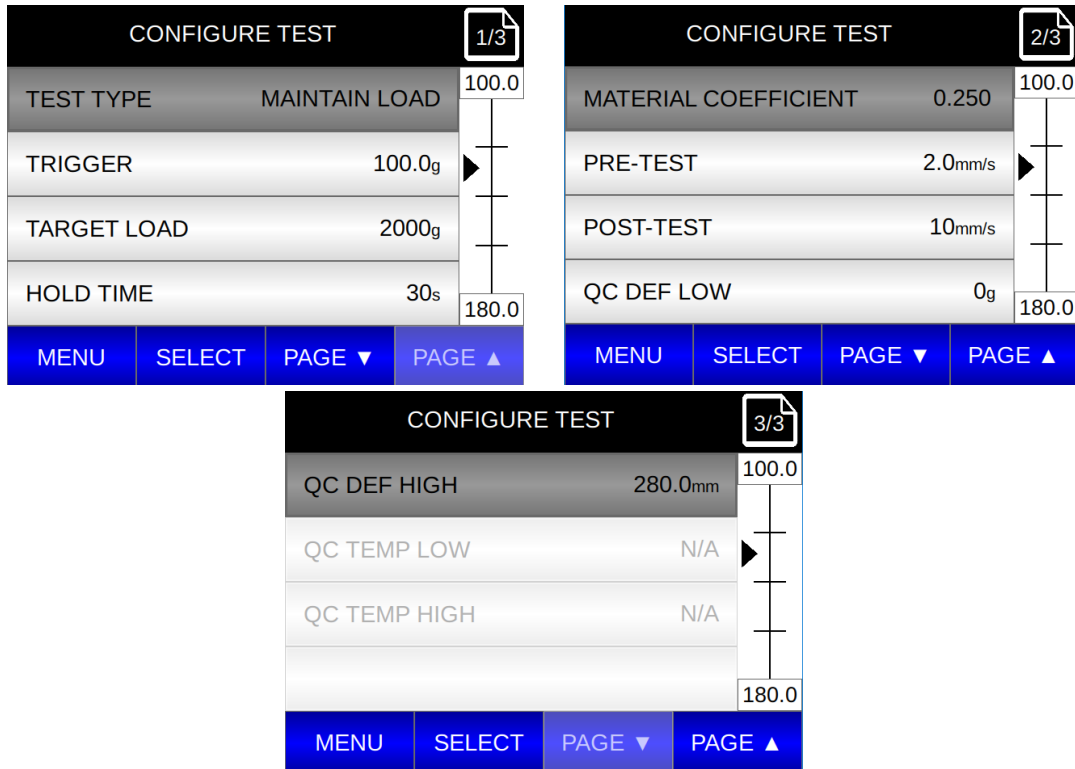 CONFIGURE TEST 1/3
TEST TYPE MAINTAIN LOAD 100.0
TRIGGER 100.0g
TARGET LOAD 2000g
HOLD TIME 30s 180.0
MENU SELECT PAGE ▼ PAGE ▲
CONFIGURE TEST 2/3
MATERIAL COEFFICIENT 0.250 100.0
PRE-TEST 2.0mm/s
POST-TEST 10mm/s
QC DEF LOW 0g 180.0
MENU SELECT PAGE ▼ PAGE ▲
CONFIGURE TEST 3/3
QC DEF HIGH 280.0mm 100.0
QC TEMP LOW N/A
QC TEMP HIGH N/A
180.0
MENU SELECT PAGE ▼ PAGE ▲